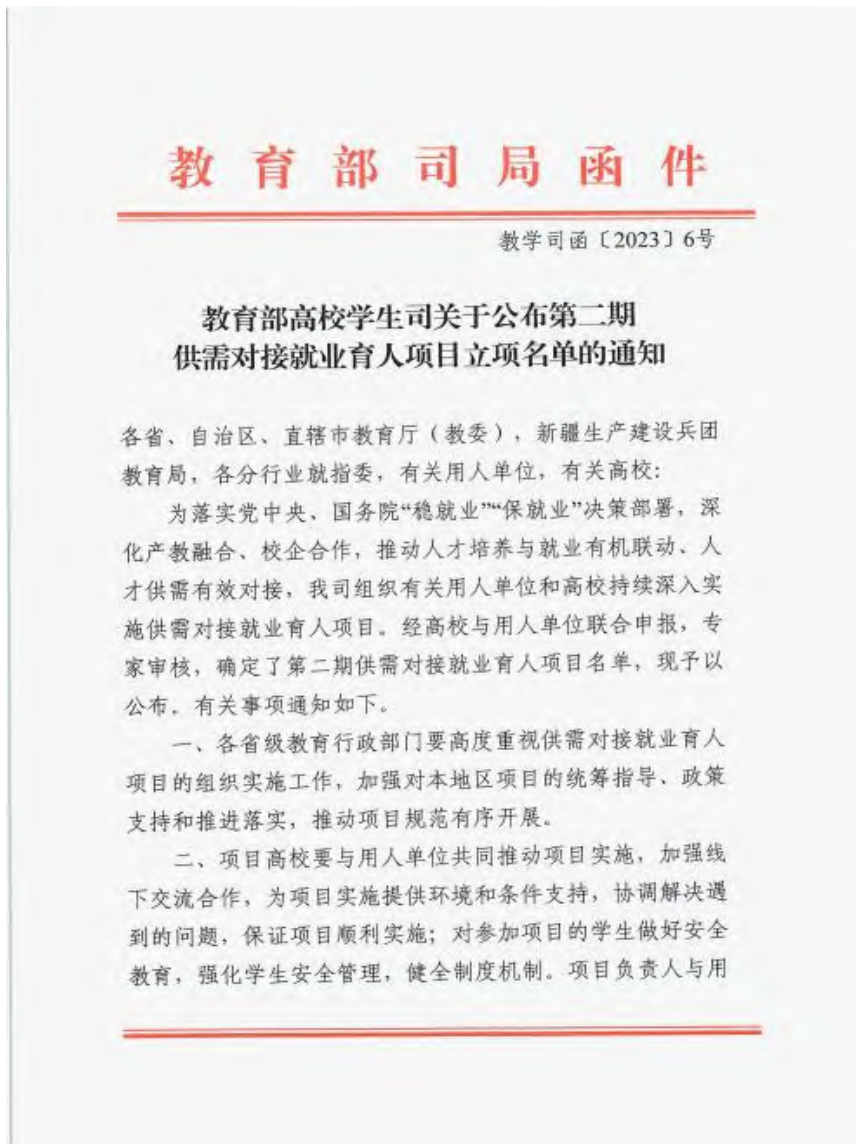 教育部司局函件
教学司函〔2023〕6号
教育部高校学生司关于公布第二期
供需对接就业育人项目立项名单的通知
各省、自治区、直辖市教育厅（教委），新疆生产建设兵团
教育局，各分行业就指委，有关用人单位，有关高校：
为落实党中央、国务院“稳就业”“保就业”决策部署，深
化产教融合、校企合作，推动人才培养与就业有机联动、人
才供需有效对接，我司组织有关用人单位和高校持续深入实
施供需对接就业育人项目。经高校与用人单位联合申报，专
家审核，确定了第二期供需对接就业育人项目名单，现予以
公布。有关事项通知如下。
一、各省级教育行政部门要高度重视供需对接就业育人
项目的组织实施工作，加强对本地区项目的统筹指导、政策
支持和推进落实，推动项目规范有序开展。
二、项目高校要与用人单位共同推动项目实施，加强线
下交流合作，为项目实施提供环境和条件支持，协调解决遇
到的问题，保证项目顺利实施；对参加项目的学生做好安全
教育，强化学生安全管理，健全制度机制。项目负责人与用